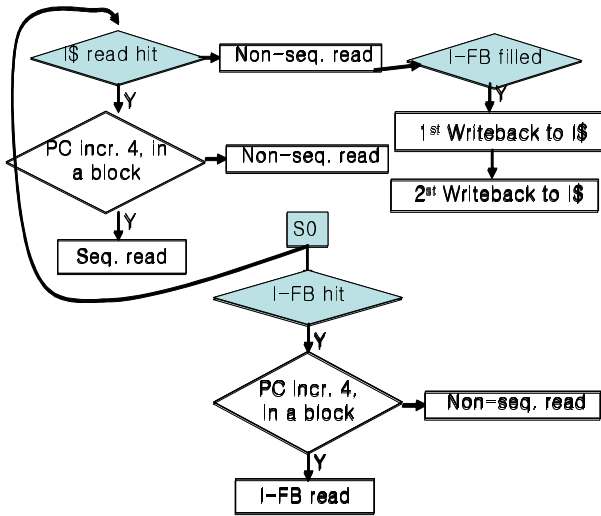 I$ read hit
Non-seq. read
I-FB filled
Y
Y
1st Writeback to I$
PC incr. 4, in
a block
Non-seq. read
2st Writeback to I$
Y
Seq. read
S0
I-FB hit
Y
PC incr. 4,
in a block
Non-seq. read
Y
I-FB read